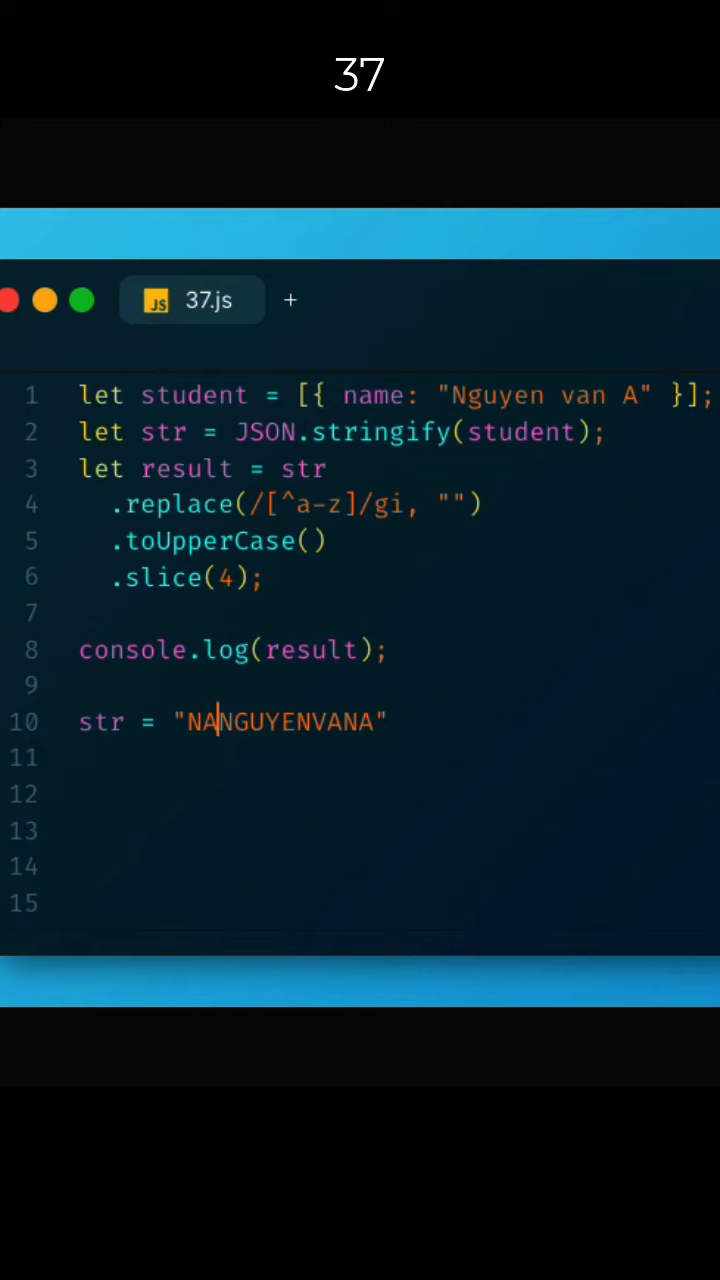 37
JS 37.js +
1 let student = [{ name: "Nguyen van A" }];
2 let str = JSON.stringify(student);
3 let result = str
4 .replace(/[^a-z]/gi, "")
5 .toUpperCase()
6 .slice(4);
7
8 console.log(result);
9
10 str = "NANGUYENVANA"
11
12
13
14
15